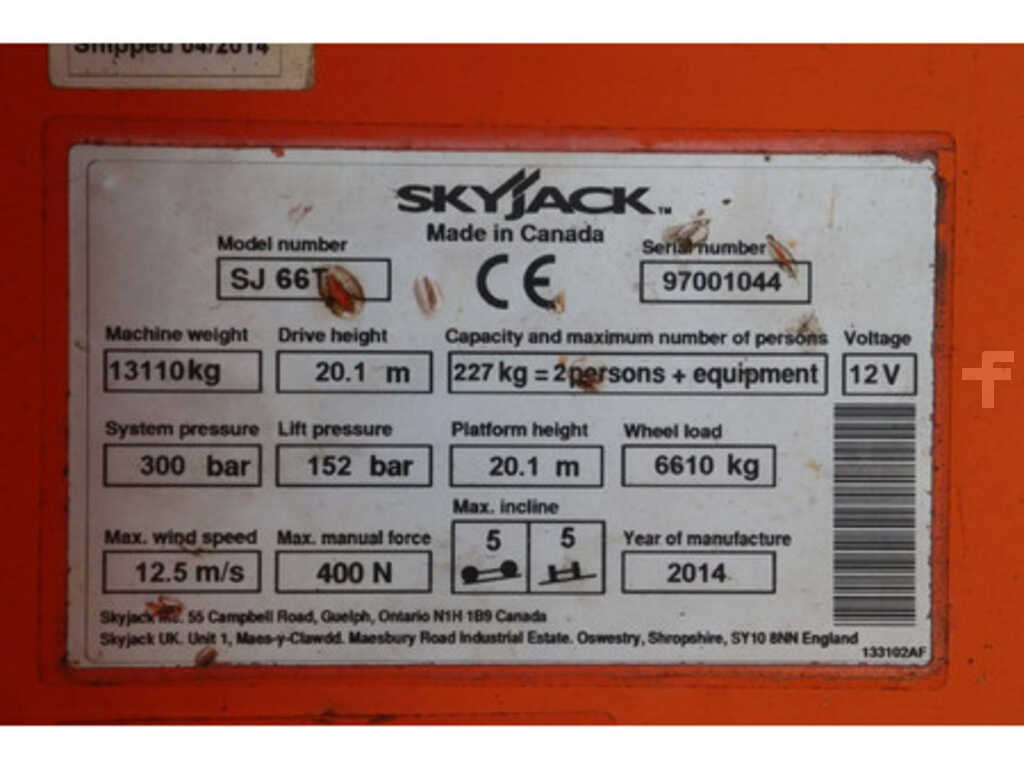 Shipped 04/2014
SKYJACK™
Made in Canada
Model number
SJ 66T
CE
Serial number
97001044
Machine weight
13110kg
Drive height
20.1 m
Capacity and maximum number of persons
227 kg = 2 persons + equipment
Voltage
12 V
System pressure
300 bar
Lift pressure
152 bar
Platform height
20.1 m
Wheel load
6610 kg
Max. wind speed
12.5 m/s
Max. manual force
400 N
Max. incline
5 5
Year of manufacture
2014
Skyjack Inc. 55 Campbell Road, Guelph, Ontario N1H 1B9 Canada
Skyjack UK. Unit 1, Maes-y-Clawdd. Maesbury Road Industrial Estate. Oswestry, Shropshire, SY10 8NN England
133102AF
f